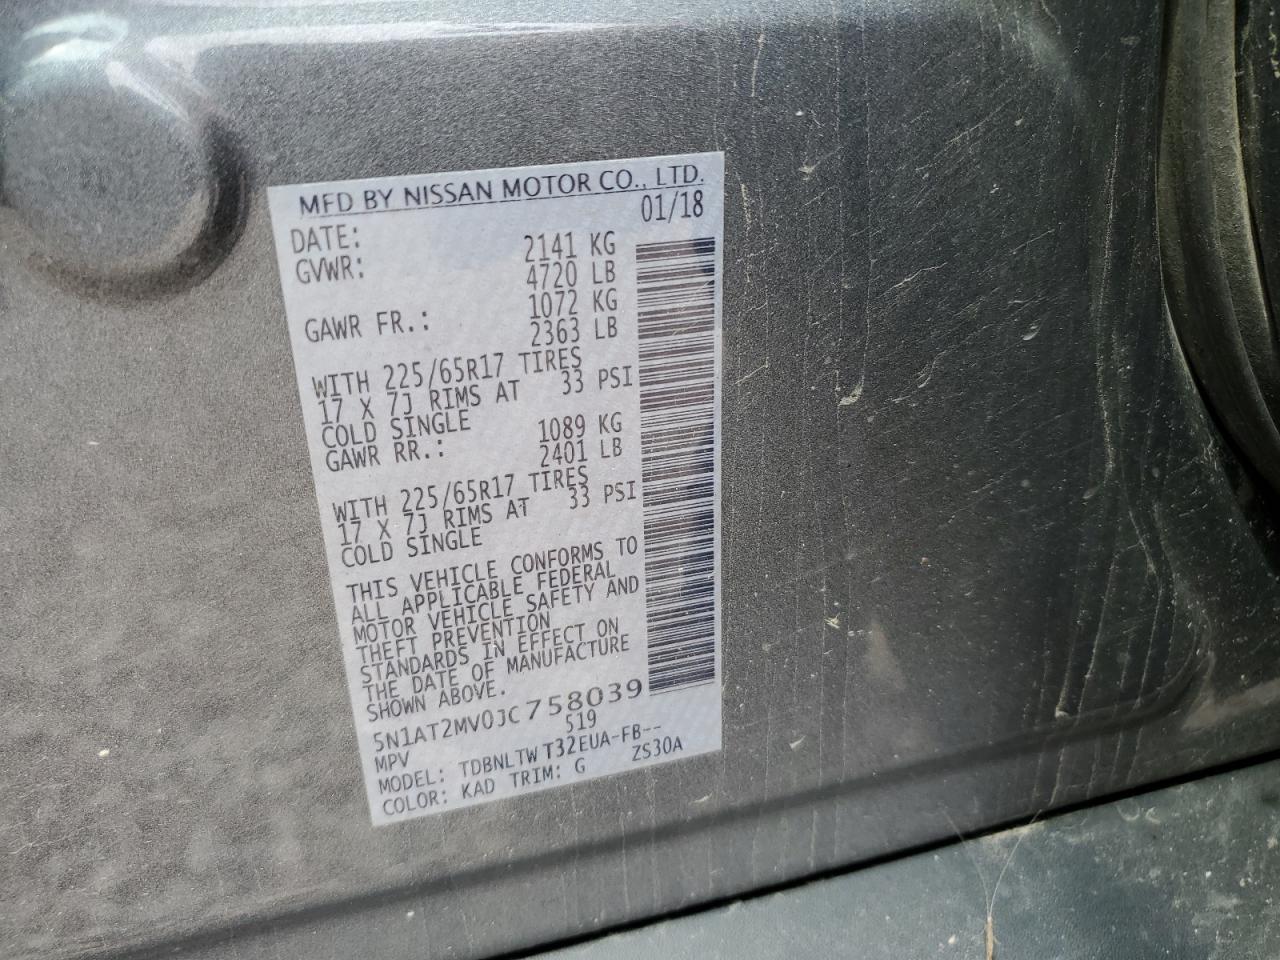 MFD BY NISSAN MOTOR CO., LTD.
DATE: 01/18
GVWR: 2141 KG
4720 LB
GAWR FR.: 1072 KG
2363 LB
WITH 225/65R17 TIRES
17 X 7J RIMS AT 33 PSI
COLD SINGLE
GAWR RR.: 1089 KG
2401 LB
WITH 225/65R17 TIRES
17 X 7J RIMS AT 33 PSI
COLD SINGLE
THIS VEHICLE CONFORMS TO
ALL APPLICABLE FEDERAL
MOTOR VEHICLE SAFETY AND
THEFT PREVENTION
STANDARDS IN EFFECT ON
THE DATE OF MANUFACTURE
SHOWN ABOVE.
5N1AT2MV0JC758039
MPV 519
MODEL: TDBNLTW T32EUA-FB--
COLOR: KAD TRIM: G ZS30A